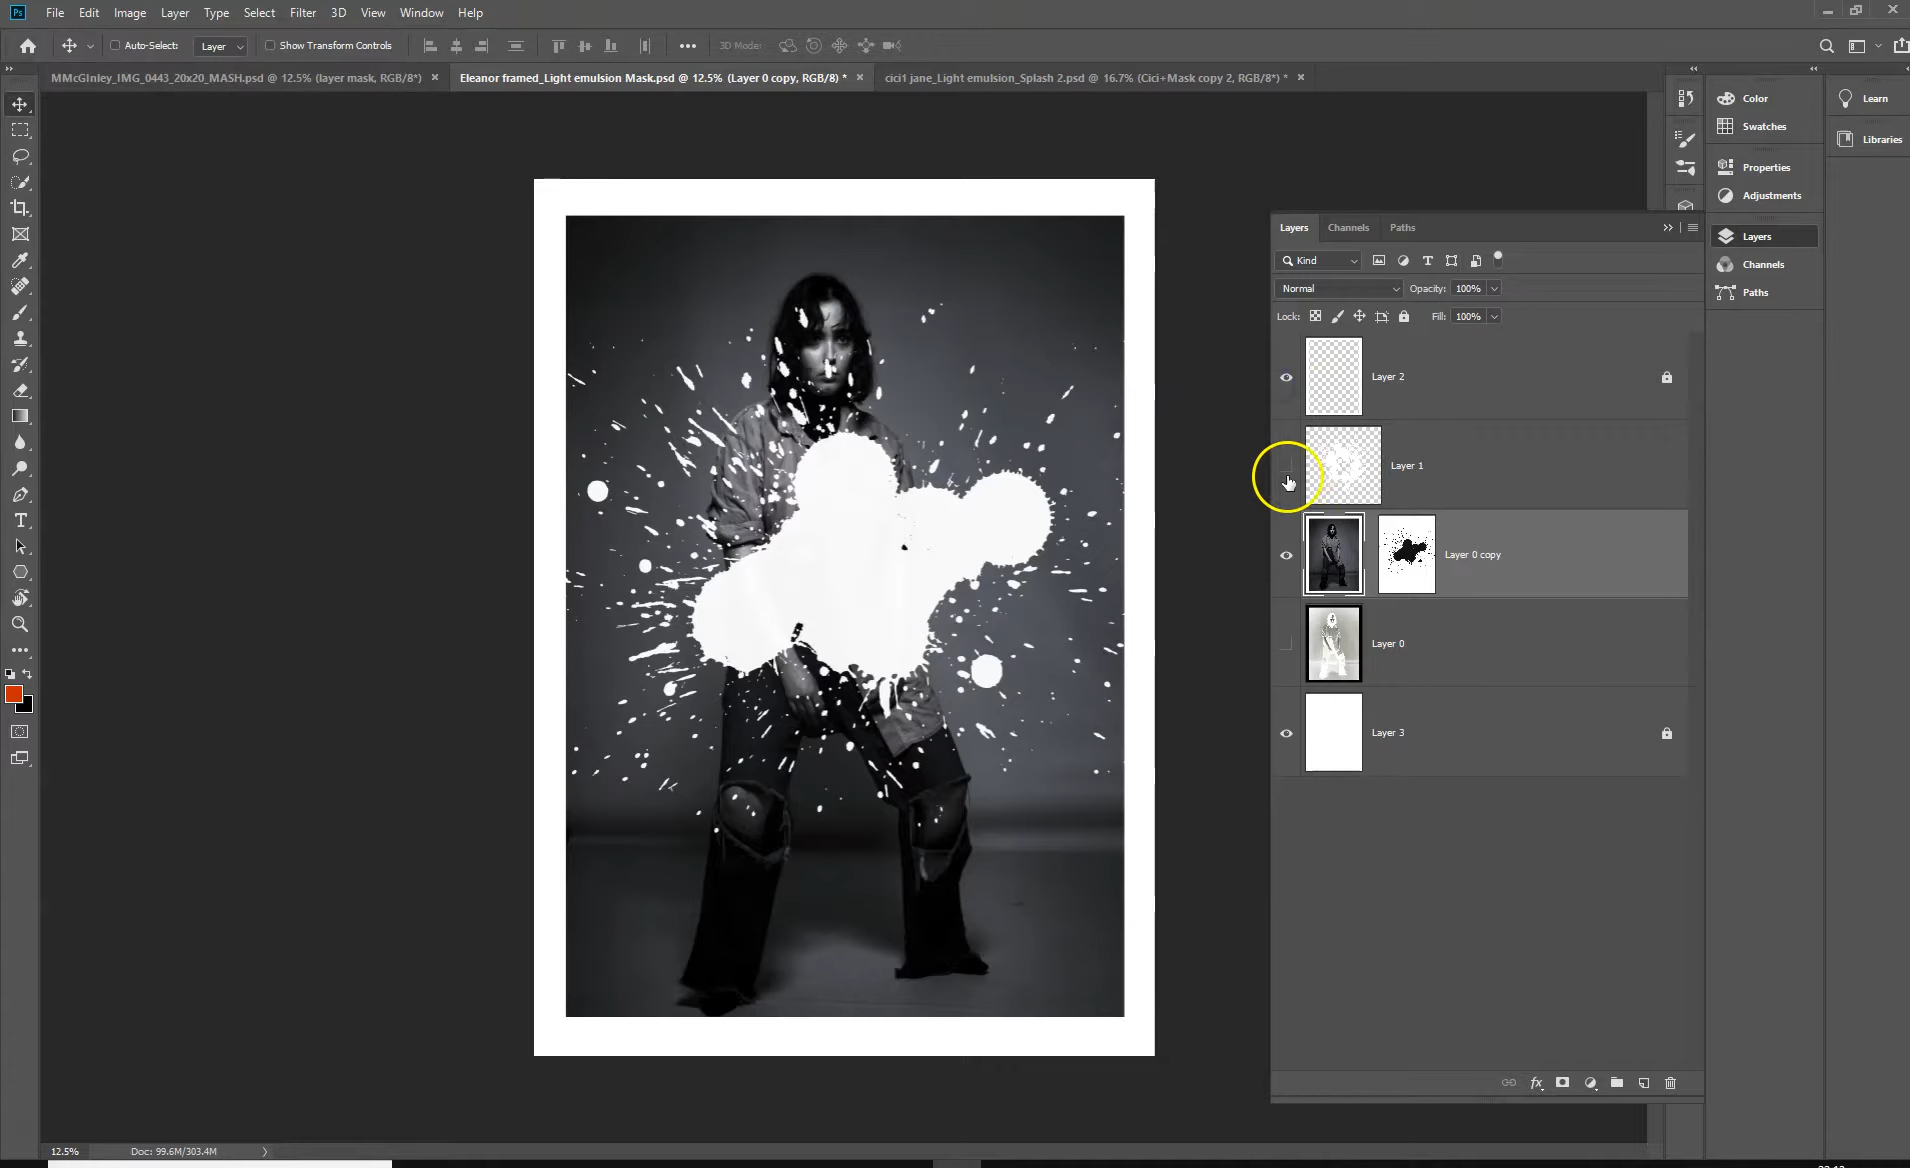 Ps File Edit Image Layer Type Select Filter 3D View Window Help
Auto-Select: Layer Show Transform Controls 3D Mode:
MMcGInley_IMG_0443_20x20_MASH.psd @ 12.5% (layer mask, RGB/8*) Eleanor framed_Light emulsion Mask.psd @ 12.5% (Layer 0 copy, RGB/8) * cici1 jane_Light emulsion_Splash 2.psd @ 16.7% (Cici+Mask copy 2, RGB/8*) *
Color
Swatches
Properties
Adjustments
Layers
Channels
Paths
Learn
Libraries
Layers Channels Paths
Kind
Normal Opacity: 100%
Lock: Fill: 100%
Layer 2
Layer 1
Layer 0 copy
Layer 0
Layer 3
fx
12.5% Doc: 99.6M/303.4M